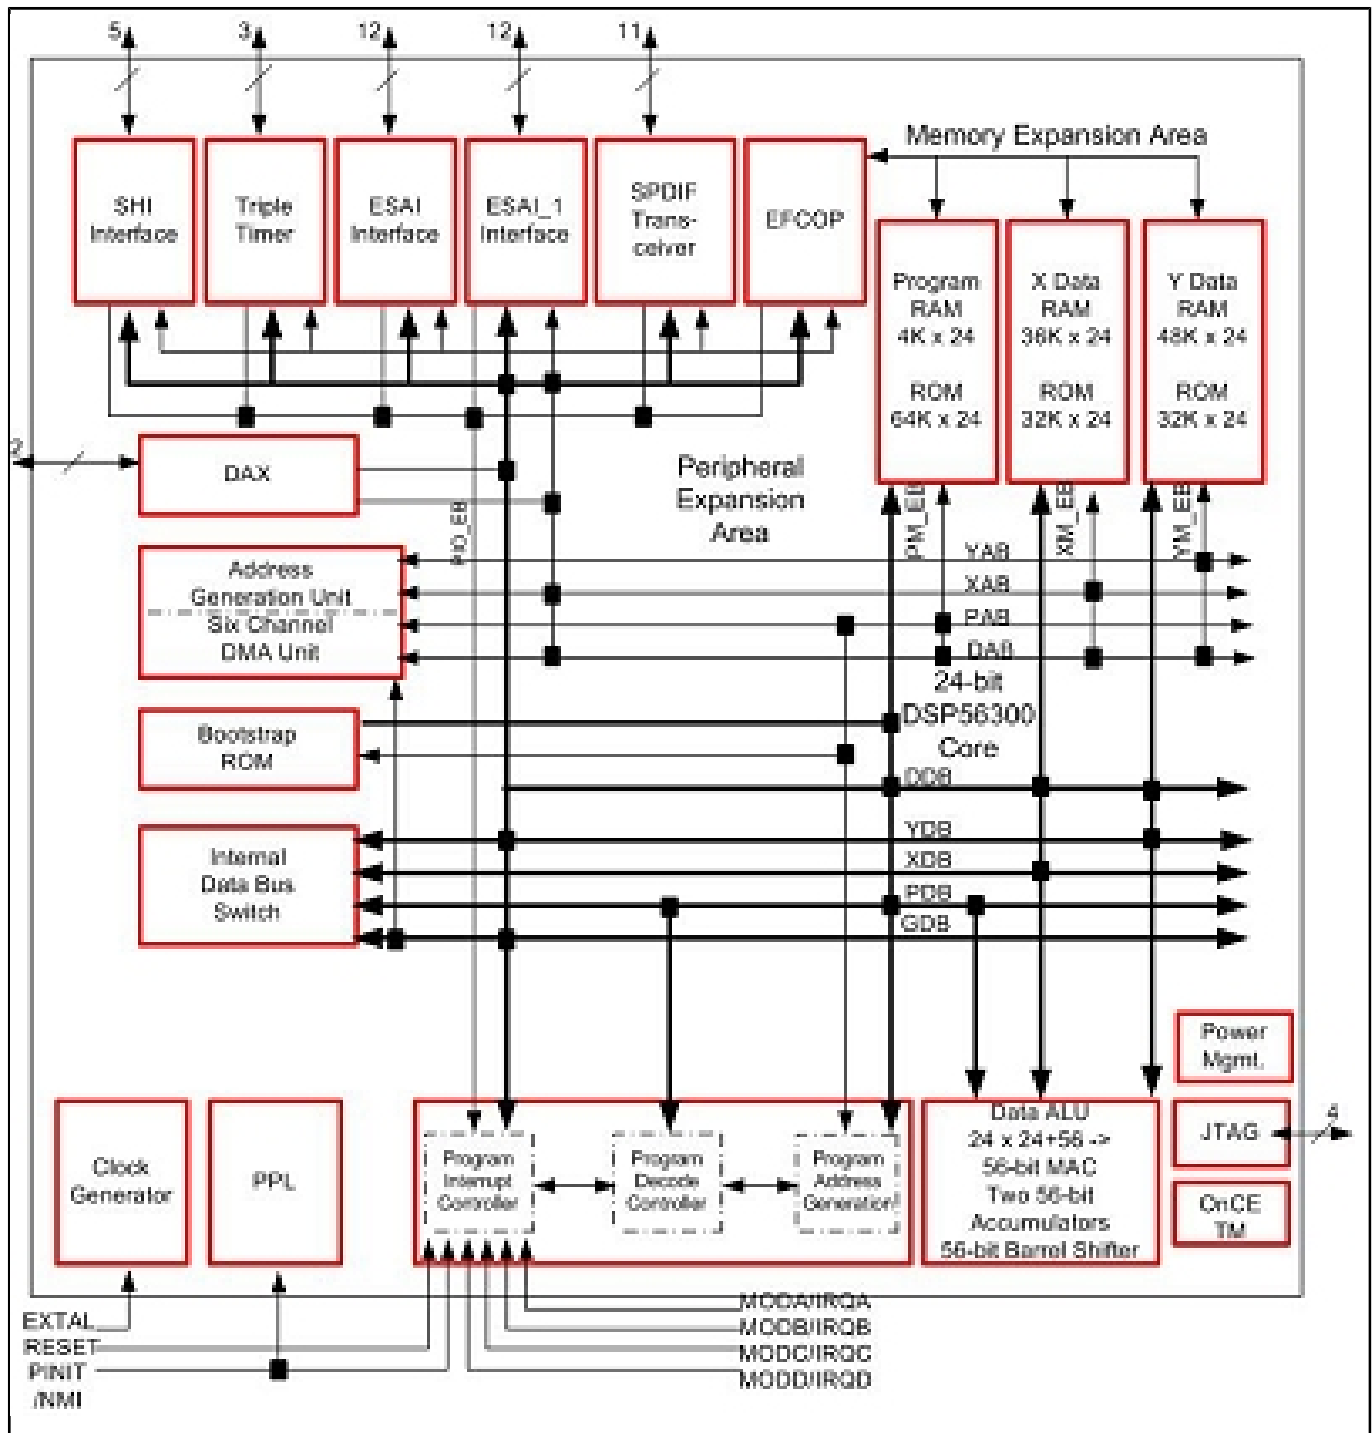 5
3
12
12
11
Memory Expansion Area
SHI
Interface
Triple
Timer
ESAI
Interface
ESAI_1
Interface
SPDIF
Trans-
ceiver
EFCOP
Program
RAM
4K x 24
ROM
64K x 24
X Data
RAM
36K x 24
ROM
32K x 24
Y Data
RAM
48K x 24
ROM
32K x 24
2
DAX
Peripheral
Expansion
Area
PIO_EB
PM_EB
XM_EB
YM_EB
Address
Generation Unit
Six Channel
DMA Unit
YAB
XAB
PAB
DAB
24-bit
DSP56300
Core
Bootstrap
ROM
DDB
YDB
XDB
PDB
GDB
Internal
Data Bus
Switch
Power
Mgmt.
Clock
Generator
PPL
Program
Interrupt
Controller
Program
Decode
Controller
Program
Address
Generation
Data ALU
24 x 24+56 ->
56-bit MAC
Two 56-bit
Accumulators
56-bit Barrel Shifter
JTAG
4
OnCE
TM
EXTAL
RESET
PINIT
/NMI
MODA/IRQA
MODB/IRQB
MODC/IRQC
MODD/IRQD